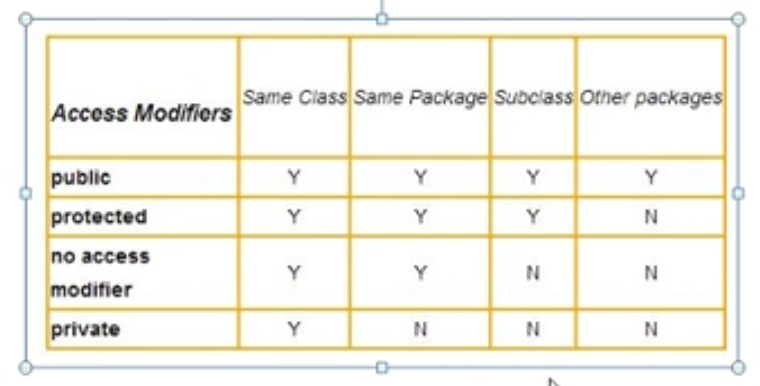 Access Modifiers Same Class Same Package Subclass Other packages
public Y Y Y Y
protected Y Y Y N
no access
modifier Y Y N N
private Y N N N